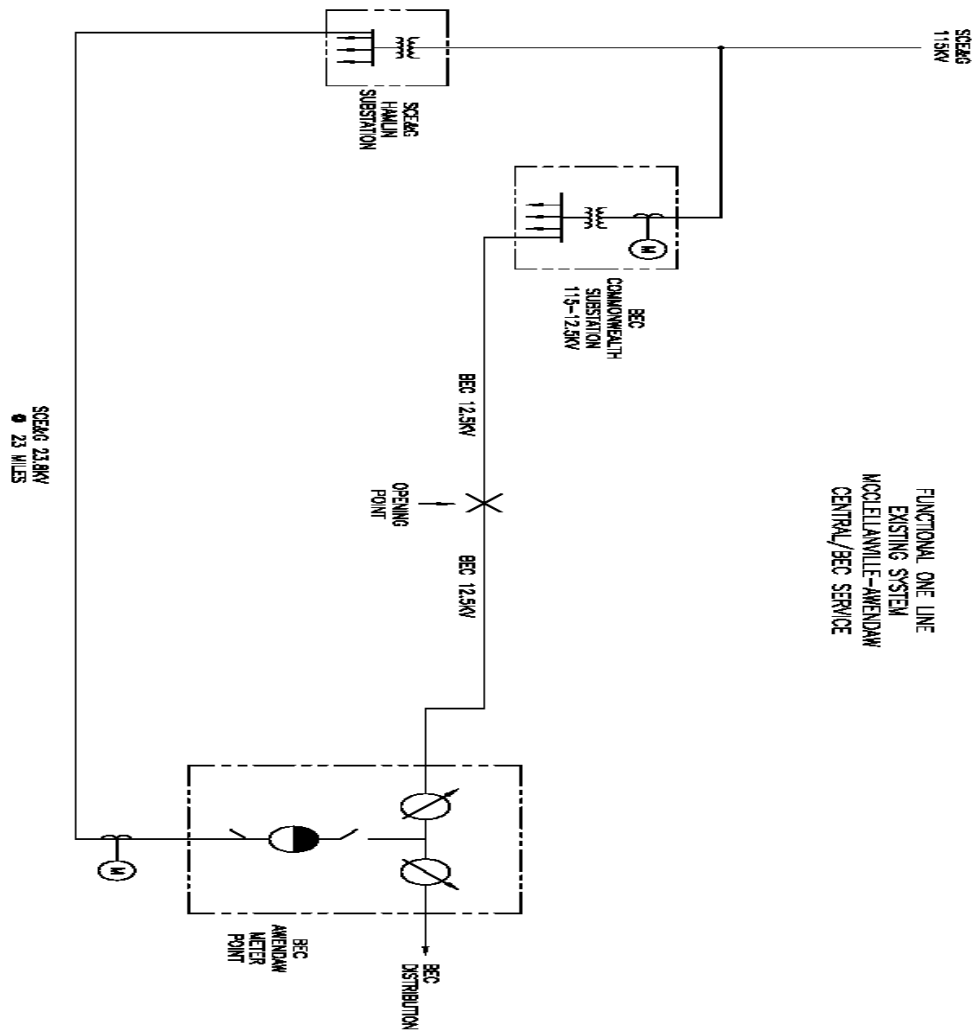 FUNCTIONAL ONE LINE
EXISTING SYSTEM
MCCLELLANVILLE-AWENDAW
CENTRAL/BEC SERVICE
SCE&G
115KV
SCE&G
HAMLIN
SUBSTATION
M
BEC
COMMONWEALTH
SUBSTATION
115-12.5KV
BEC 12.5KV
OPENING
POINT
BEC 12.5KV
SCE&G 23.8KV
@ 23 MILES
M
BEC
AWENDAW
METER
POINT
BEC
DISTRIBUTION